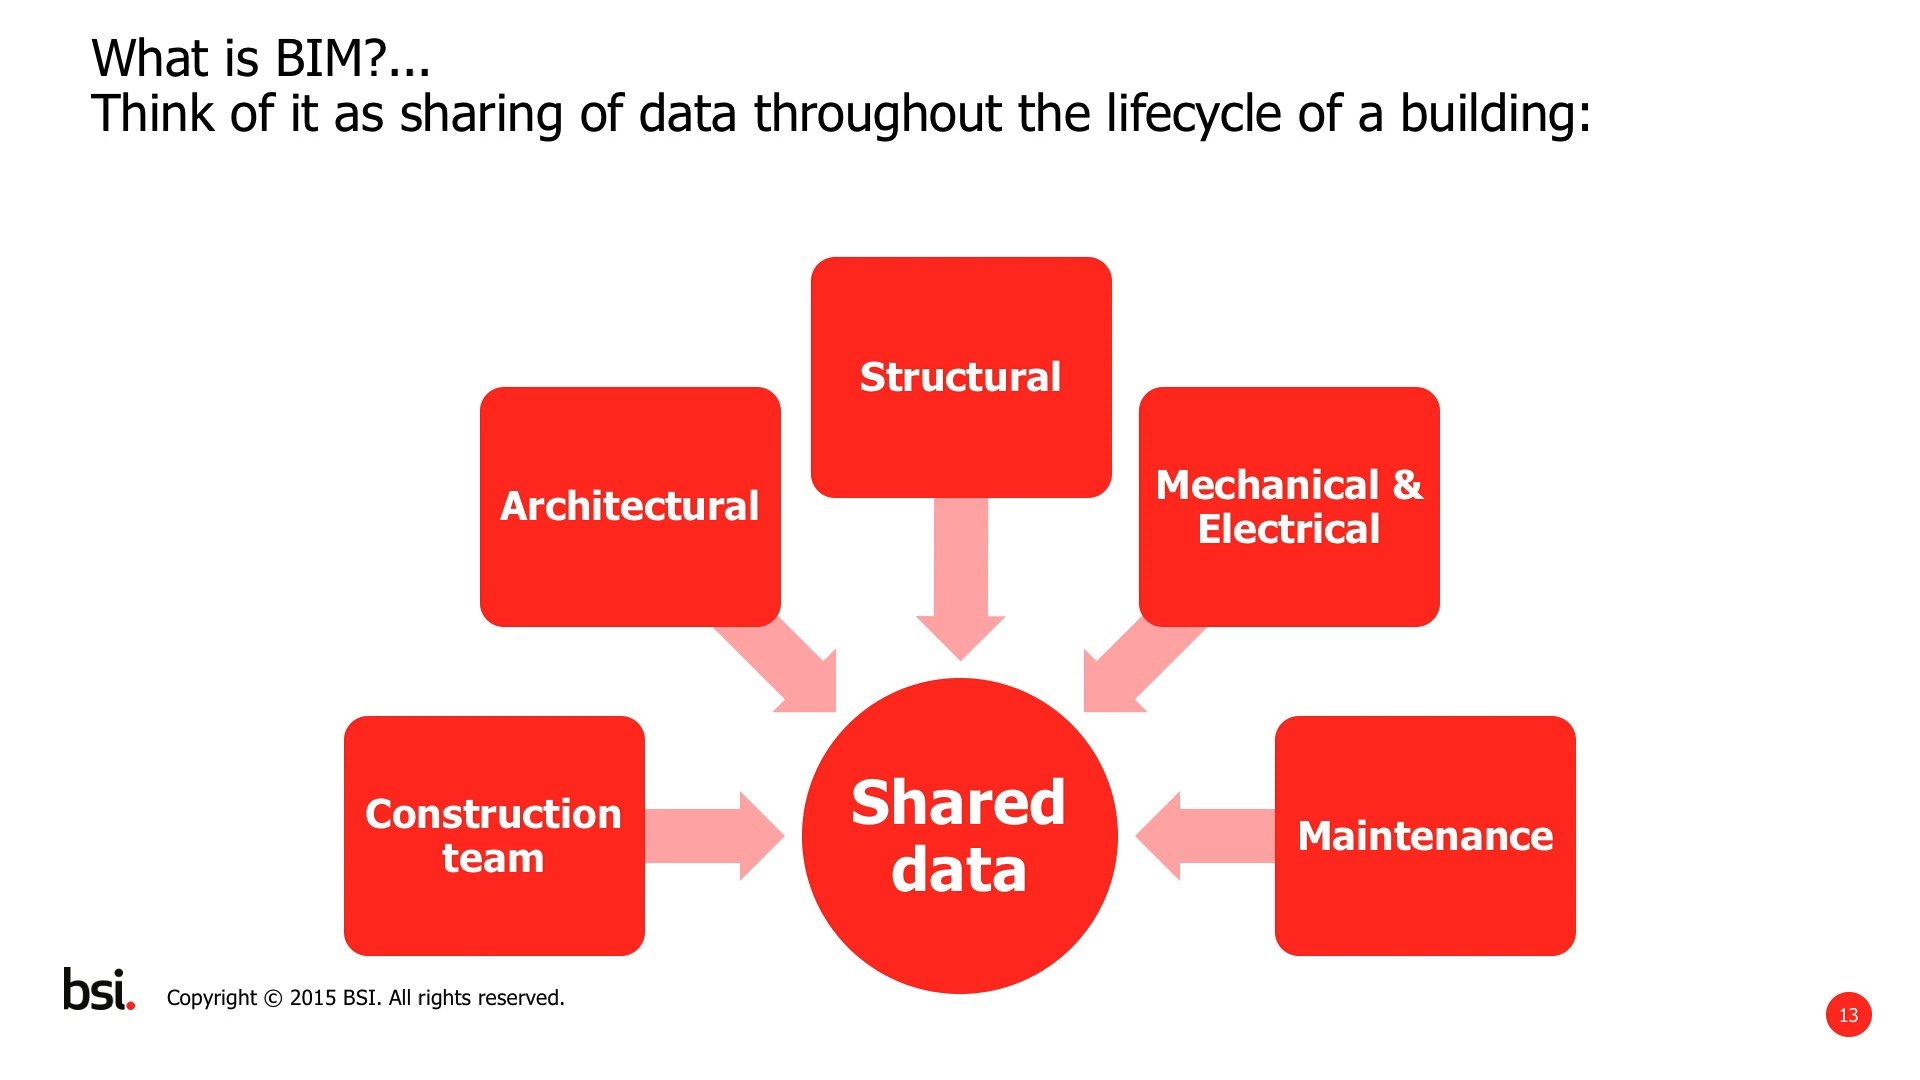 What is BIM?...
Think of it as sharing of data throughout the lifecycle of a building:
Structural
Architectural
Mechanical &
Electrical
Construction
team
Shared
data
Maintenance
bsi.
Copyright © 2015 BSI. All rights reserved.
13